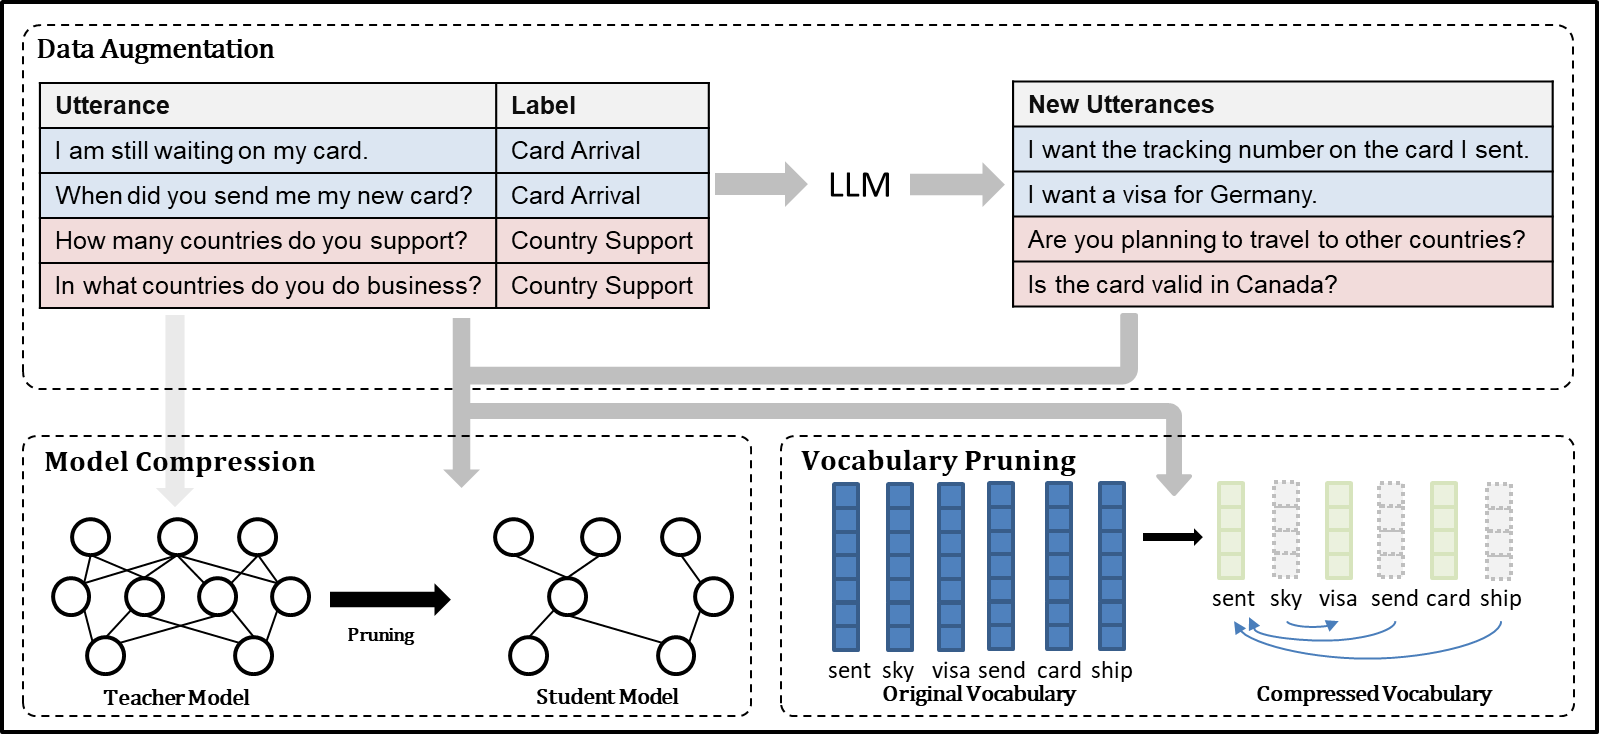 Data Augmentation
Utterance Label
I am still waiting on my card. Card Arrival
When did you send me my new card? Card Arrival
How many countries do you support? Country Support
In what countries do you do business? Country Support
LLM
New Utterances
I want the tracking number on the card I sent.
I want a visa for Germany.
Are you planning to travel to other countries?
Is the card valid in Canada?
Model Compression
Pruning
Teacher Model
Student Model
Vocabulary Pruning
sent sky visa send card ship
Original Vocabulary
sent sky visa send card ship
Compressed Vocabulary